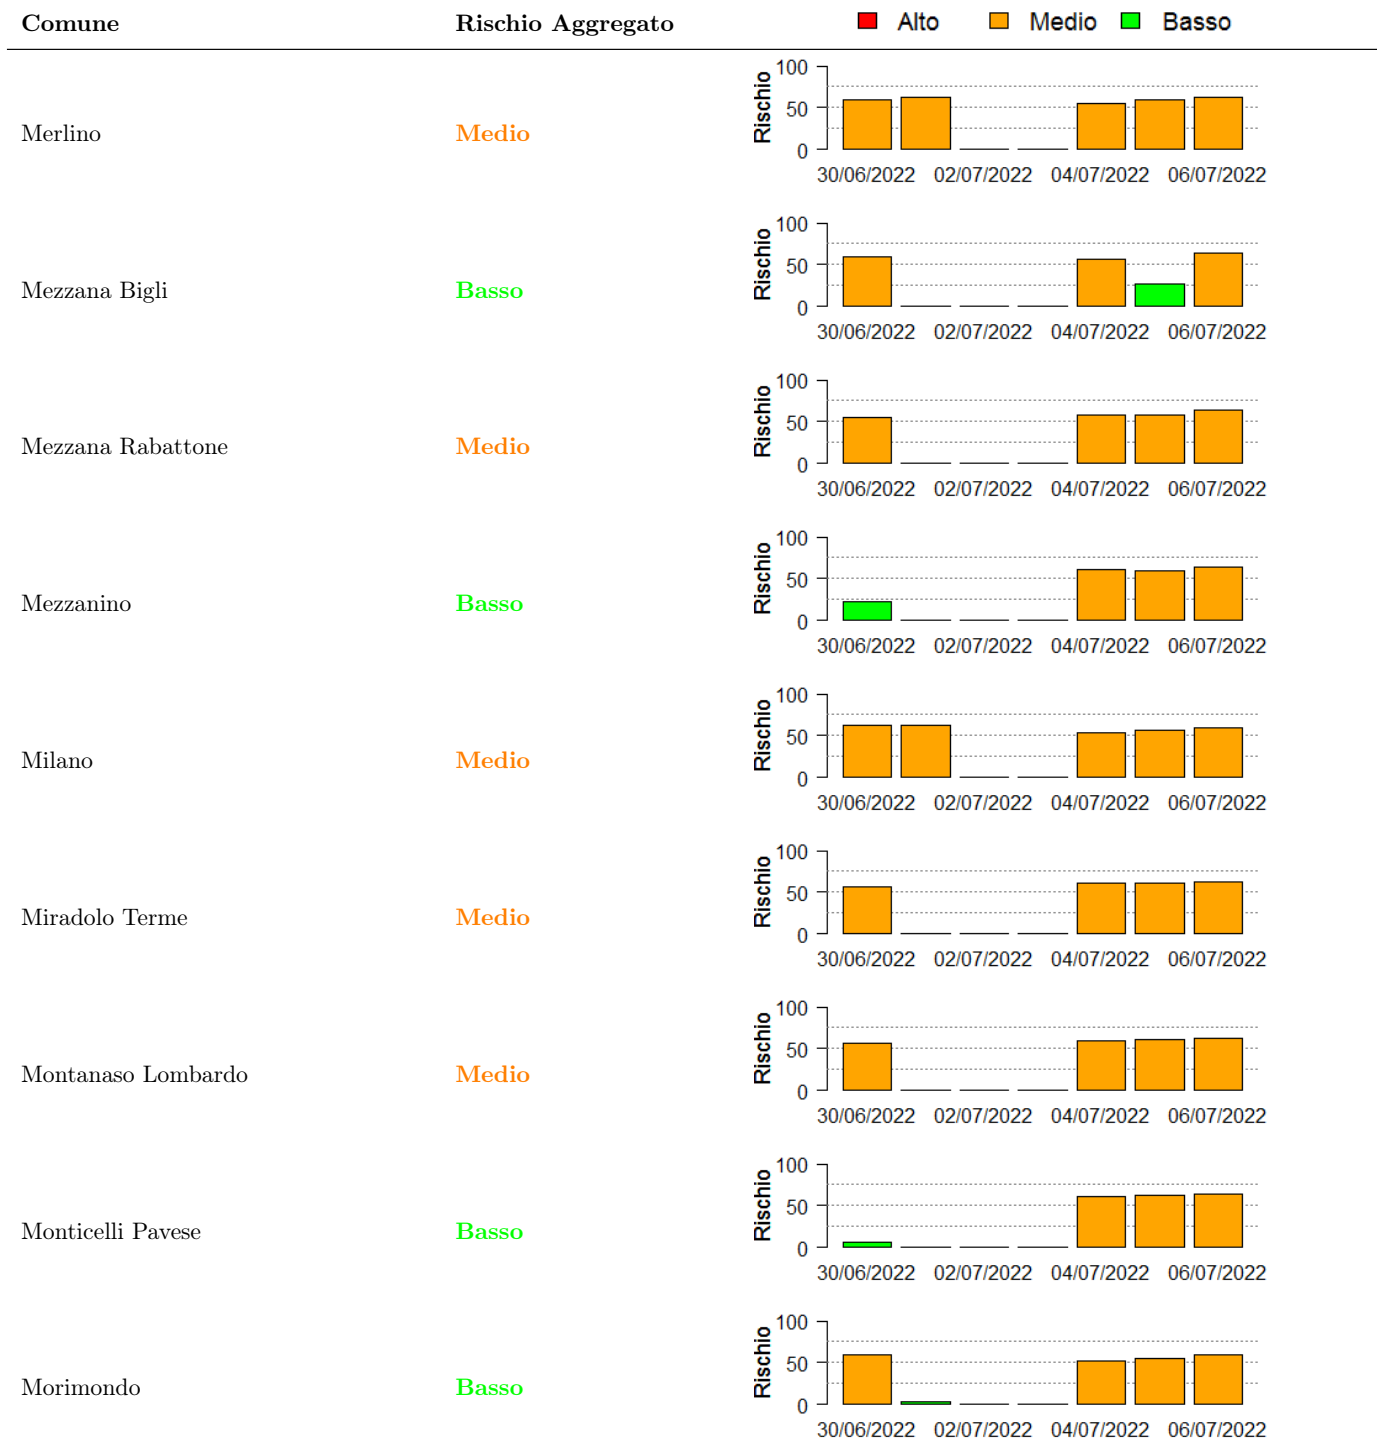 Comune Rischio Aggregato Alto Medio Basso
Merlino Medio Rischio 100 50 0
30/06/2022 02/07/2022 04/07/2022 06/07/2022
Mezzana Bigli Basso Rischio 100 50 0
30/06/2022 02/07/2022 04/07/2022 06/07/2022
Mezzana Rabattone Medio Rischio 100 50 0
30/06/2022 02/07/2022 04/07/2022 06/07/2022
Mezzanino Basso Rischio 100 50 0
30/06/2022 02/07/2022 04/07/2022 06/07/2022
Milano Medio Rischio 100 50 0
30/06/2022 02/07/2022 04/07/2022 06/07/2022
Miradolo Terme Medio Rischio 100 50 0
30/06/2022 02/07/2022 04/07/2022 06/07/2022
Montanaso Lombardo Medio Rischio 100 50 0
30/06/2022 02/07/2022 04/07/2022 06/07/2022
Monticelli Pavese Basso Rischio 100 50 0
30/06/2022 02/07/2022 04/07/2022 06/07/2022
Morimondo Basso Rischio 100 50 0
30/06/2022 02/07/2022 04/07/2022 06/07/2022